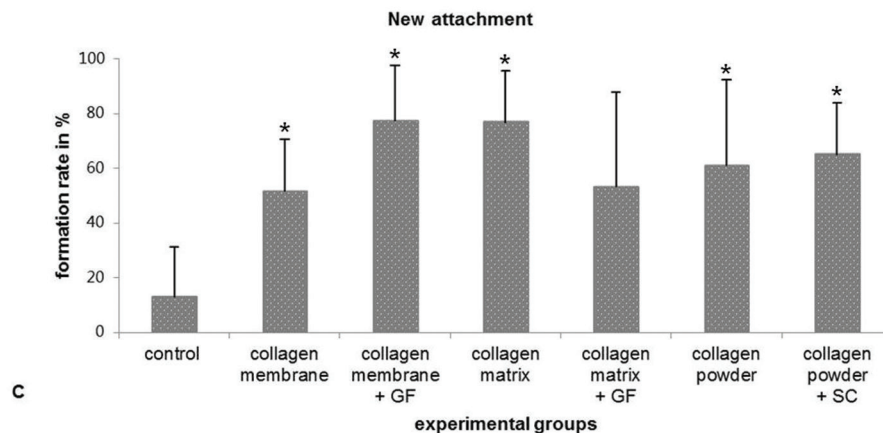 New attachment
formation rate in %
100
80
60
40
20
0
* * * * *
control
collagen membrane
collagen membrane + GF
collagen matrix
collagen matrix + GF
collagen powder
collagen powder + SC
C
experimental groups